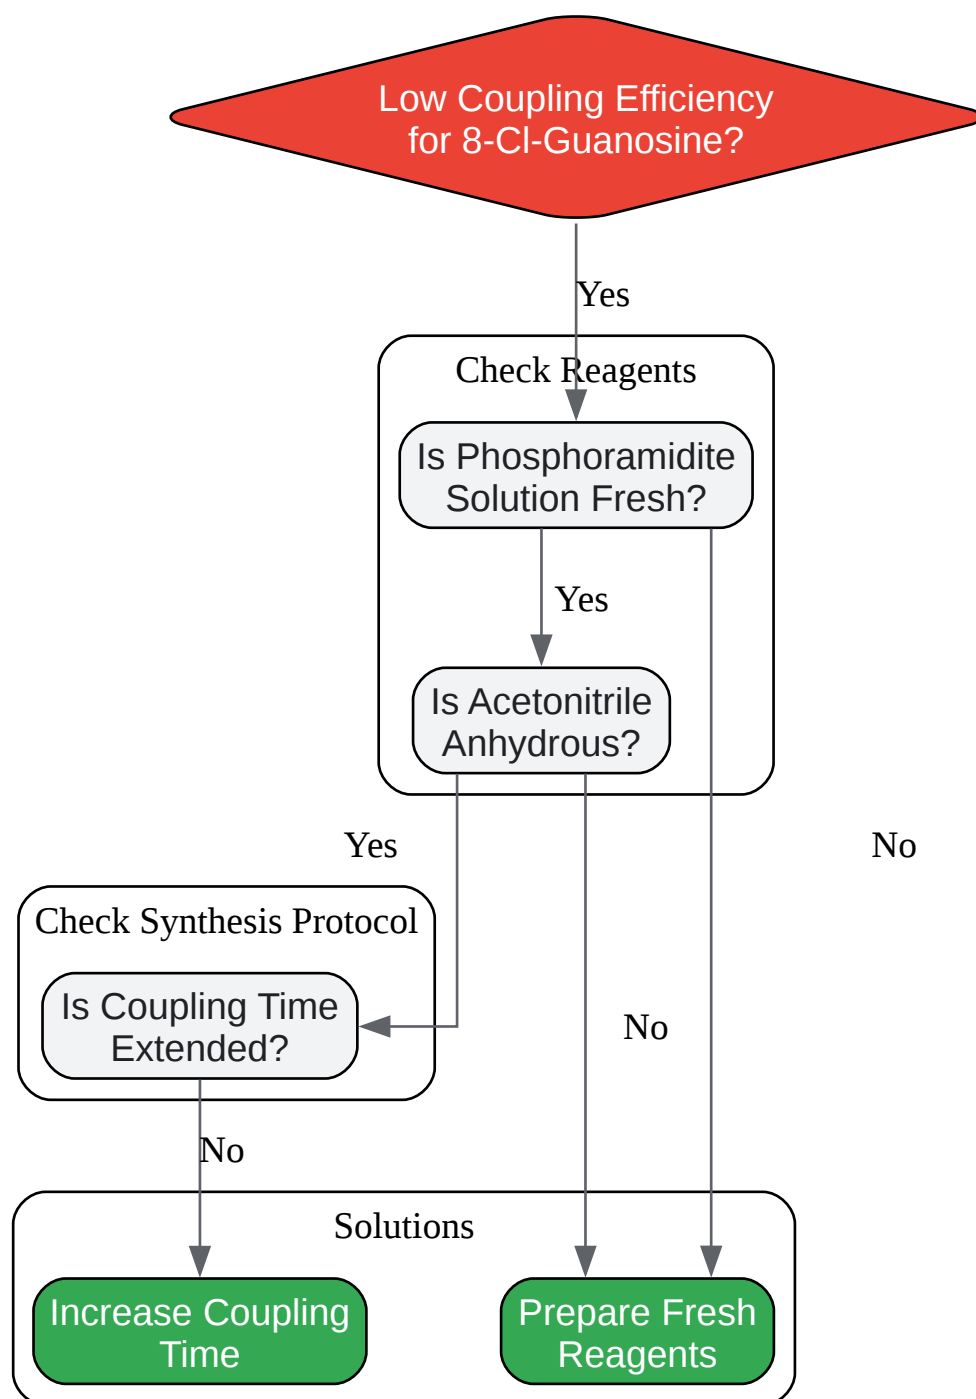 Low Coupling Efficiency
for 8-Cl-Guanosine?
Yes
Check Reagents
Is Phosphoramidite
Solution Fresh?
Yes
Is Acetonitrile
Anhydrous?
Yes
No
Check Synthesis Protocol
Is Coupling Time
Extended?
No
No
Solutions
Increase Coupling
Time
Prepare Fresh
Reagents